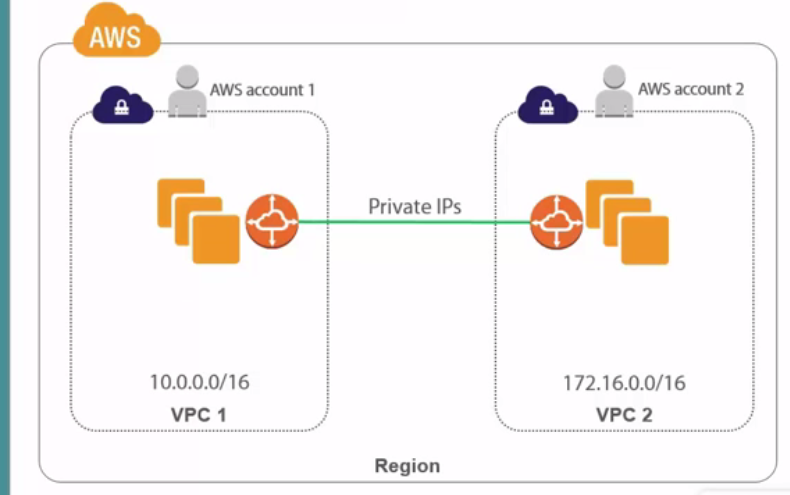 AWS
AWS account 1
AWS account 2
Private IPs
10.0.0.0/16
VPC 1
172.16.0.0/16
VPC 2
Region